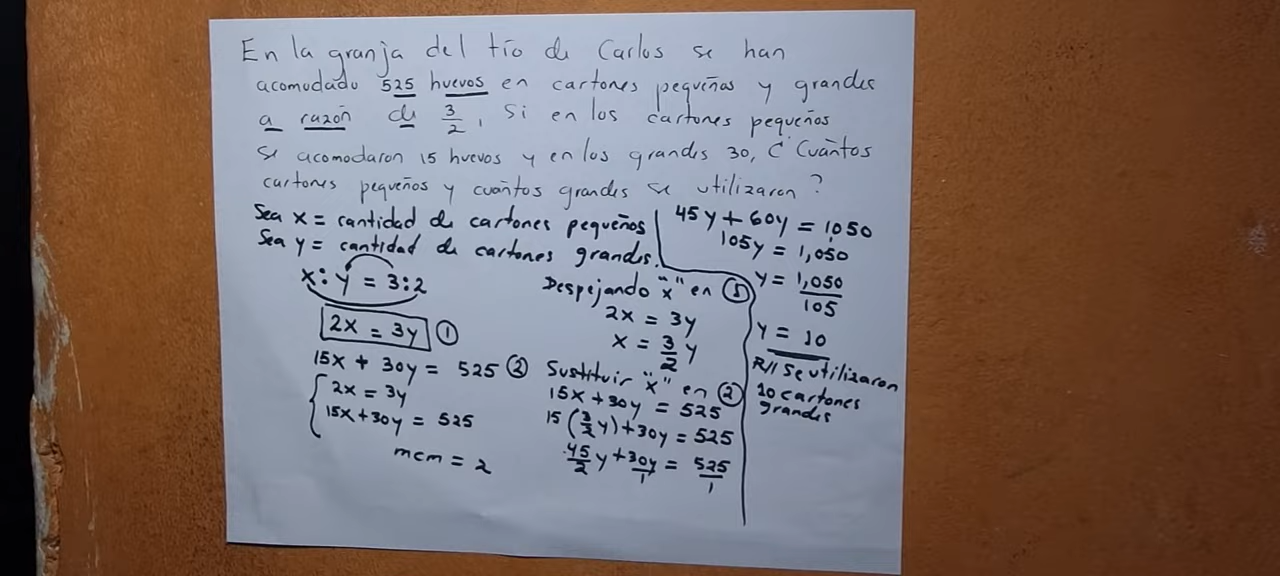 En la granja del tío de Carlos se han
acomodado 525 huevos en cartones pequeños y grandes
a razón de 3/2, Si en los cartones pequeños
se acomodaron 15 huevos y en los grandes 30, ¿ Cuántos
cartones pequeños y cuántos grandes se utilizaron?
Sea x = cantidad de cartones pequeños
Sea y = cantidad de cartones grandes.
x : y = 3:2
2x = 3y ①
15x + 30y = 525 ②
2x = 3y
15x + 30y = 525
mcm = 2
Despejando "x" en ①
2x = 3y
x = 3/2 y
Sustituir "x" en ②
15x + 30y = 525
15 (3/2 y) + 30y = 525
45/2 y + 30y/1 = 525/1
45y + 60y = 1050
105y = 1,050
y = 1,050/105
y = 10
R// Se utilizaron
10 cartones
grandes